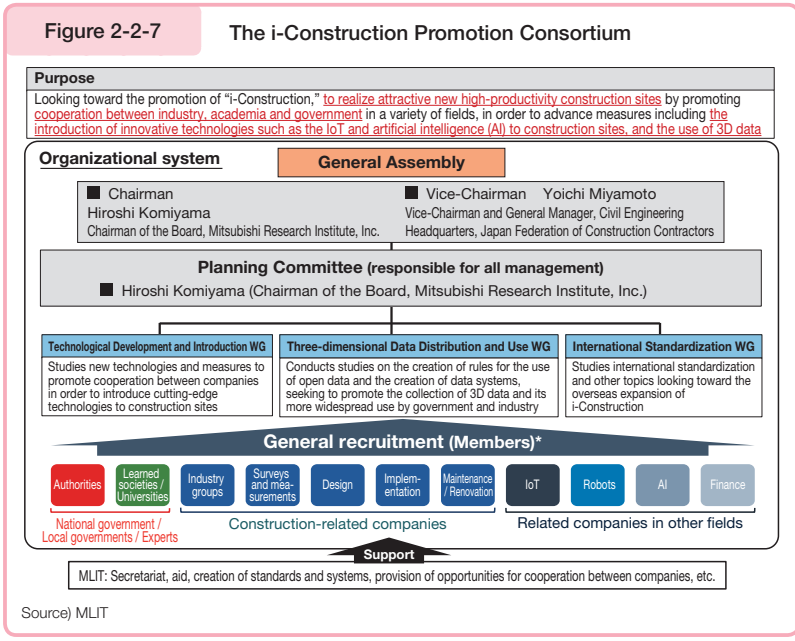 Figure 2-2-7
The i-Construction Promotion Consortium
Purpose
Looking toward the promotion of “i-Construction,” to realize attractive new high-productivity construction sites by promoting
cooperation between industry, academia and government in a variety of fields, in order to advance measures including the
introduction of innovative technologies such as the IoT and artificial intelligence (AI) to construction sites, and the use of 3D data
Organizational system
General Assembly
■ Chairman
Hiroshi Komiyama
Chairman of the Board, Mitsubishi Research Institute, Inc.
■ Vice-Chairman Yoichi Miyamoto
Vice-Chairman and General Manager, Civil Engineering
Headquarters, Japan Federation of Construction Contractors
Planning Committee (responsible for all management)
■ Hiroshi Komiyama (Chairman of the Board, Mitsubishi Research Institute, Inc.)
Technological Development and Introduction WG
Studies new technologies and measures to
promote cooperation between companies
in order to introduce cutting-edge
technologies to construction sites
Three-dimensional Data Distribution and Use WG
Conducts studies on the creation of rules for the use
of open data and the creation of data systems,
seeking to promote the collection of 3D data and its
more widespread use by government and industry
International Standardization WG
Studies international standardization
and other topics looking toward the
overseas expansion of
i-Construction
General recruitment (Members)*
Authorities
Learned
societies /
Universities
Industry
groups
Surveys
and mea-
surements
Design
Implem-
entation
Maintenance
/ Renovation
IoT
Robots
AI
Finance
National government /
Local governments / Experts
Construction-related companies
Related companies in other fields
Support
MLIT: Secretariat, aid, creation of standards and systems, provision of opportunities for cooperation between companies, etc.
Source) MLIT